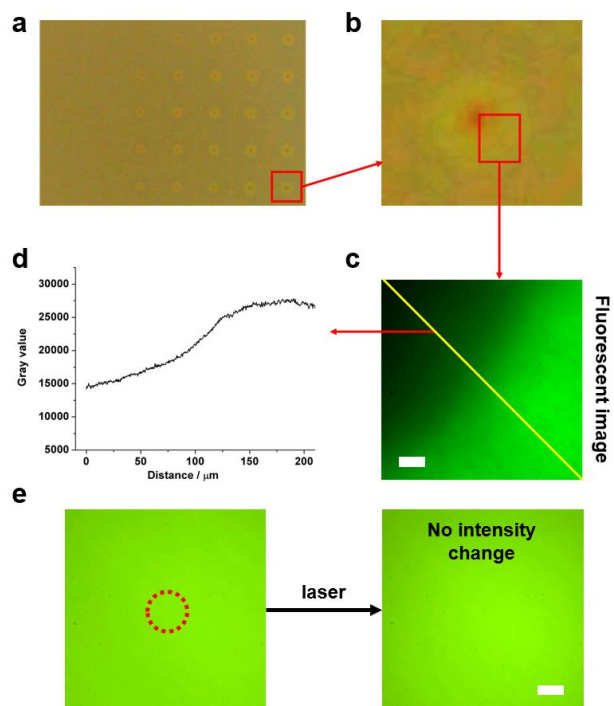 a
b
d
c
30000
25000
20000
15000
10000
5000
Gray value
0
50
100
150
200
Distance / μm
Fluorescent image
e
laser
No intensity
change